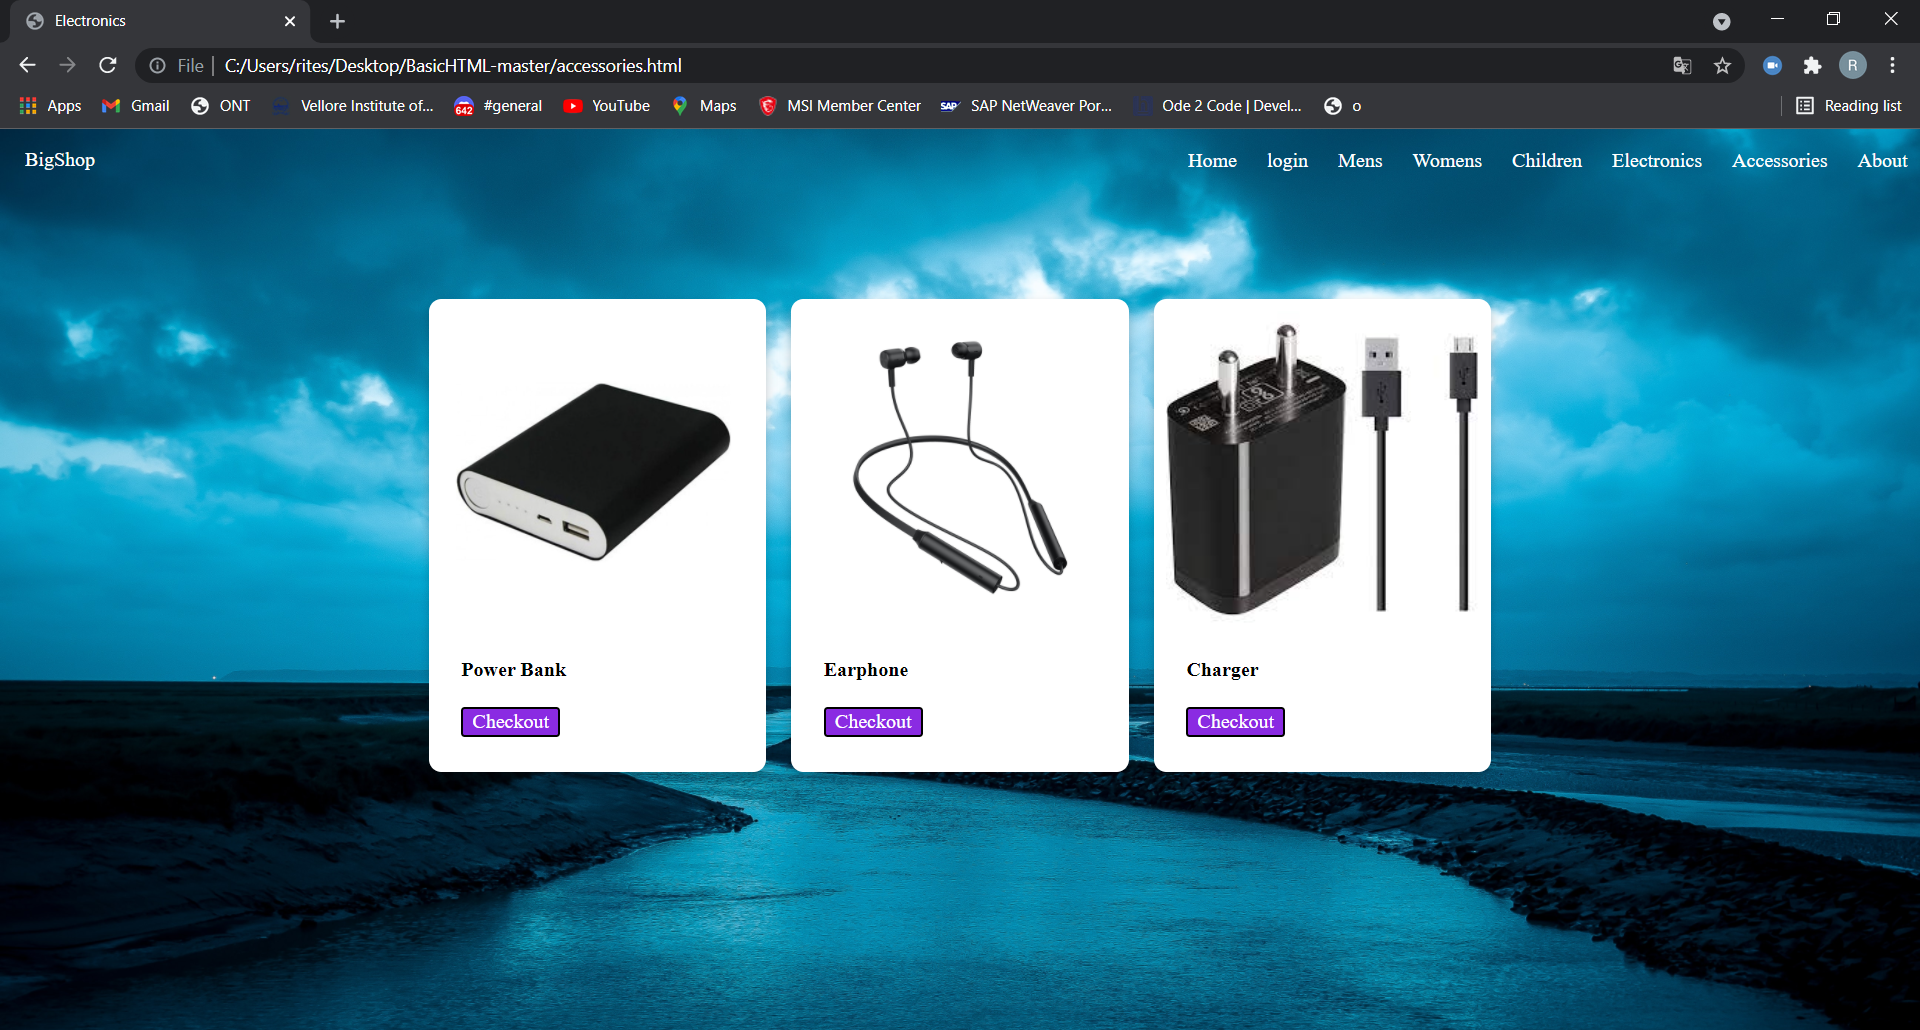 Electronics
File
C:/Users/rites/Desktop/BasicHTML-master/accessories.html
R
Apps
Gmail
ONT
Vellore Institute of...
642
#general
YouTube
Maps
MSI Member Center
SAP
SAP NetWeaver Por...
Ode 2 Code | Devel...
o
Reading list
BigShop
Home
login
Mens
Womens
Children
Electronics
Accessories
About
Power Bank
Earphone
Charger
Checkout
Checkout
Checkout